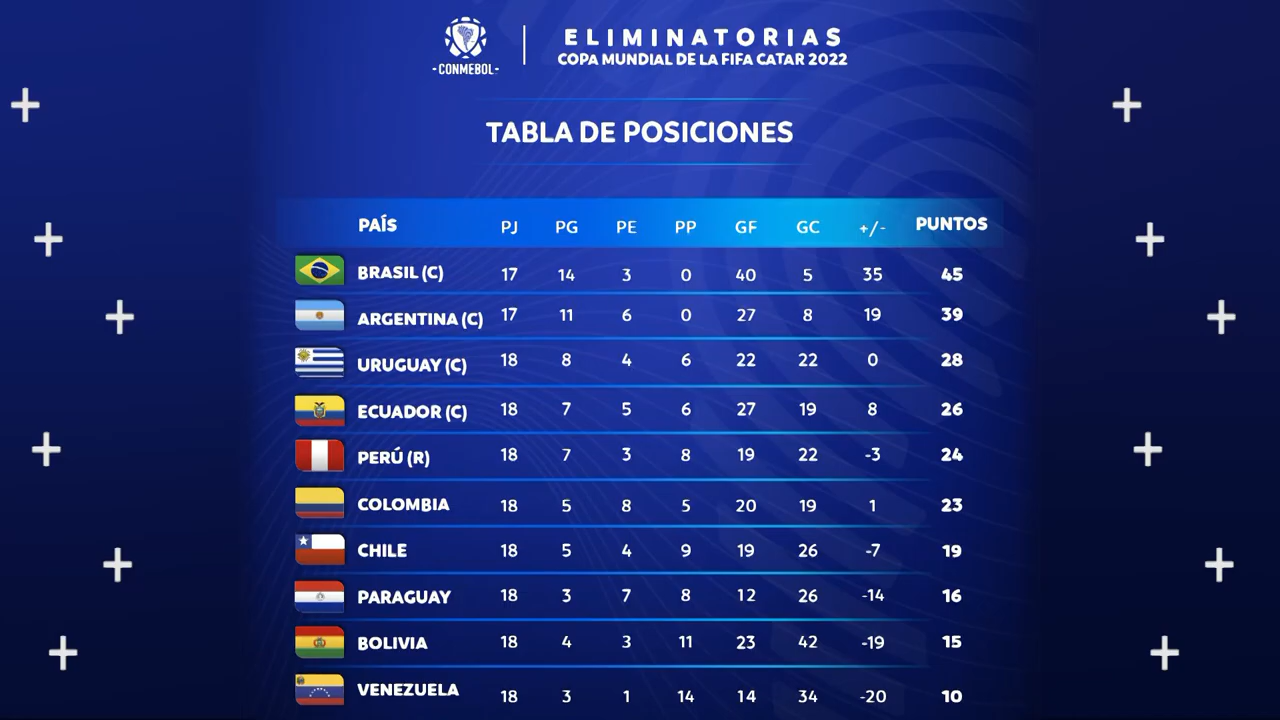 -CONMEBOL-
ELIMINATORIAS
COPA MUNDIAL DE LA FIFA CATAR 2022
TABLA DE POSICIONES
PAÍS PJ PG PE PP GF GC +/- PUNTOS
BRASIL (C) 17 14 3 0 40 5 35 45
ARGENTINA (C) 17 11 6 0 27 8 19 39
URUGUAY (C) 18 8 4 6 22 22 0 28
ECUADOR (C) 18 7 5 6 27 19 8 26
PERÚ (R) 18 7 3 8 19 22 -3 24
COLOMBIA 18 5 8 5 20 19 1 23
CHILE 18 5 4 9 19 26 -7 19
PARAGUAY 18 3 7 8 12 26 -14 16
BOLIVIA 18 4 3 11 23 42 -19 15
VENEZUELA 18 3 1 14 14 34 -20 10